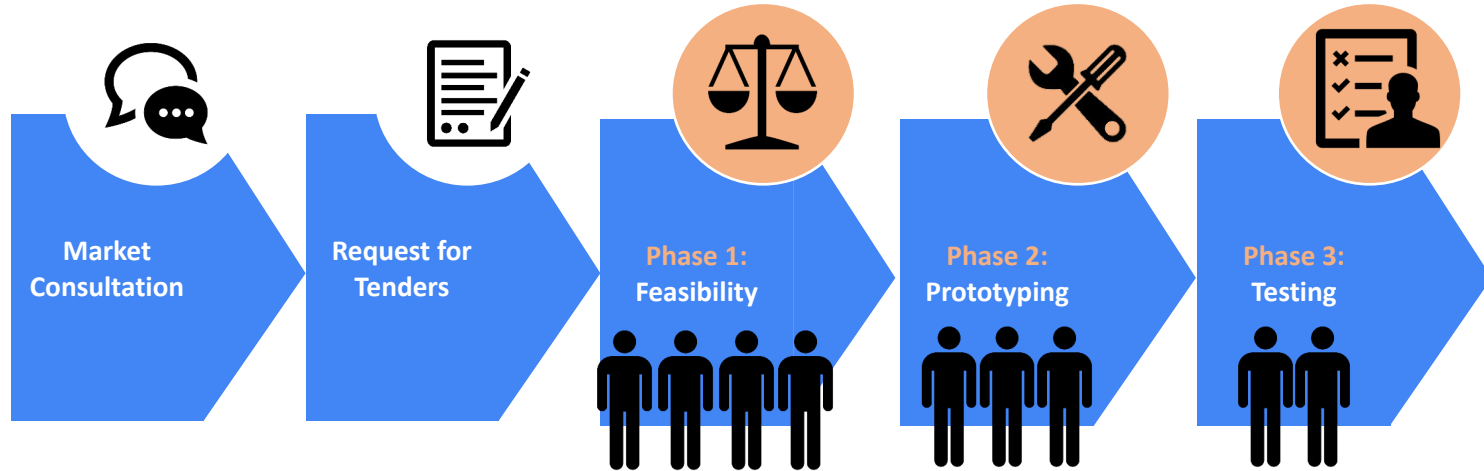 Market
Consultation
Request for
Tenders
Phase 1:
Feasibility
Phase 2:
Prototyping
Phase 3:
Testing